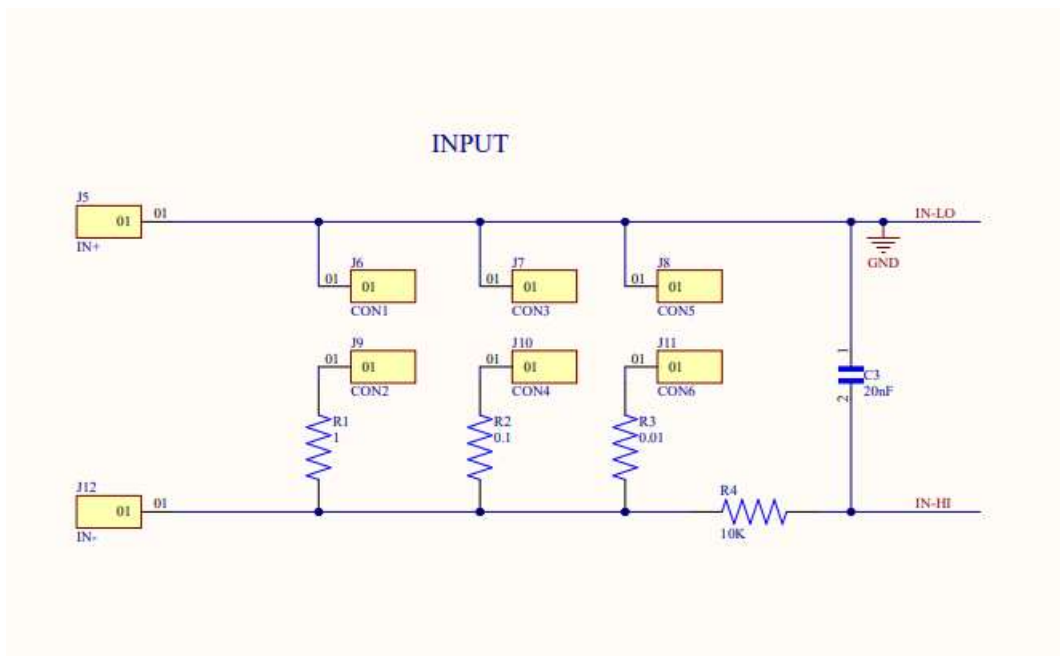 INPUT
J5
01
01
IN+
IN-LO
GND
J6
01
01
CON1
J7
01
01
CON3
J8
01
01
CON5
J9
01
01
CON2
J10
01
01
CON4
J11
01
01
CON6
1
C3
20nF
2
R1
1
R2
0.1
R3
0.01
J12
01
01
IN-
R4
10K
IN-HI